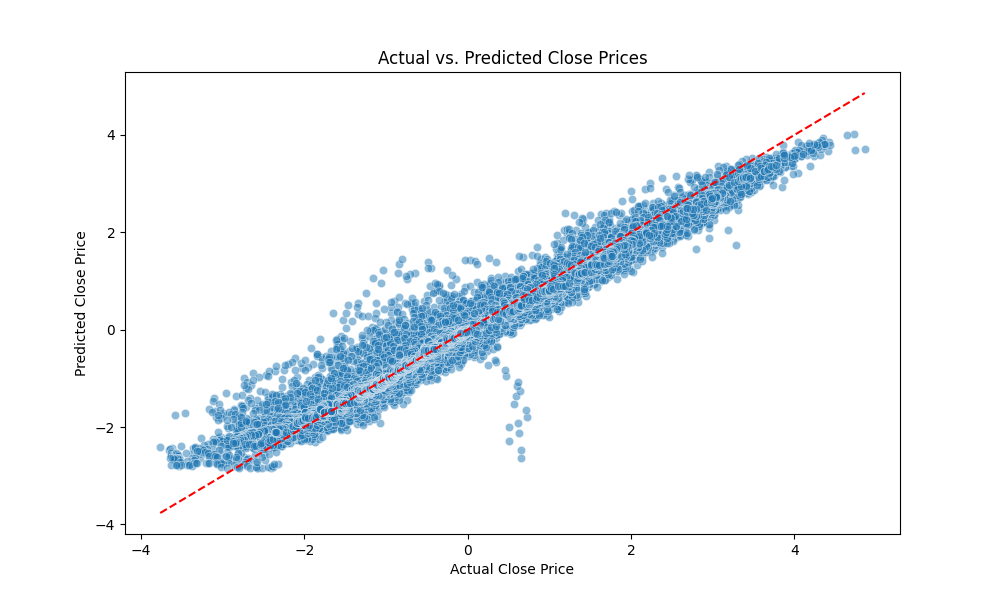 Actual vs. Predicted Close Prices
4
2
0
−2
−4
Predicted Close Price
−4 −2 0 2 4
Actual Close Price